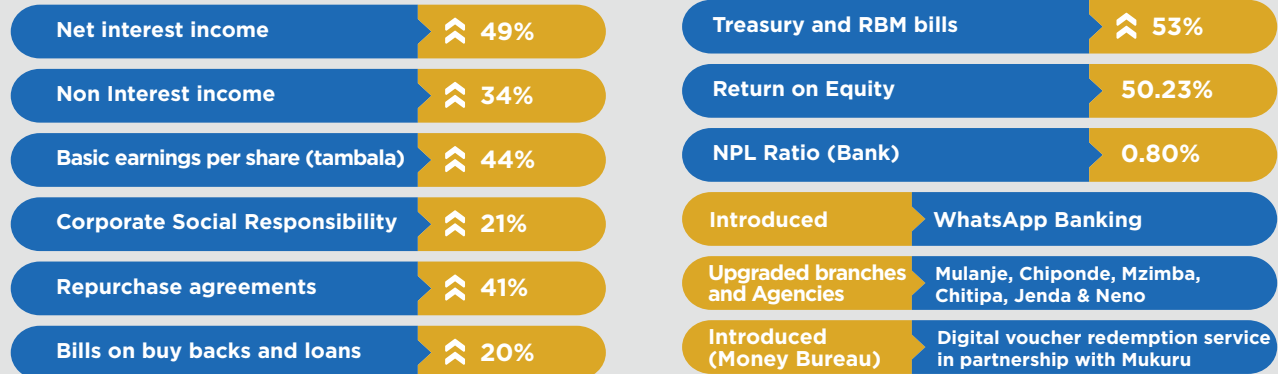 Net interest income 49%
Non Interest income 34%
Basic earnings per share (tambala) 44%
Corporate Social Responsibility 21%
Repurchase agreements 41%
Bills on buy backs and loans 20%
Treasury and RBM bills 53%
Return on Equity 50.23%
NPL Ratio (Bank) 0.80%
Introduced WhatsApp Banking
Upgraded branches
and Agencies
Mulanje, Chiponde, Mzimba,
Chitipa, Jenda & Neno
Introduced
(Money Bureau)
Digital voucher redemption service
in partnership with Mukuru